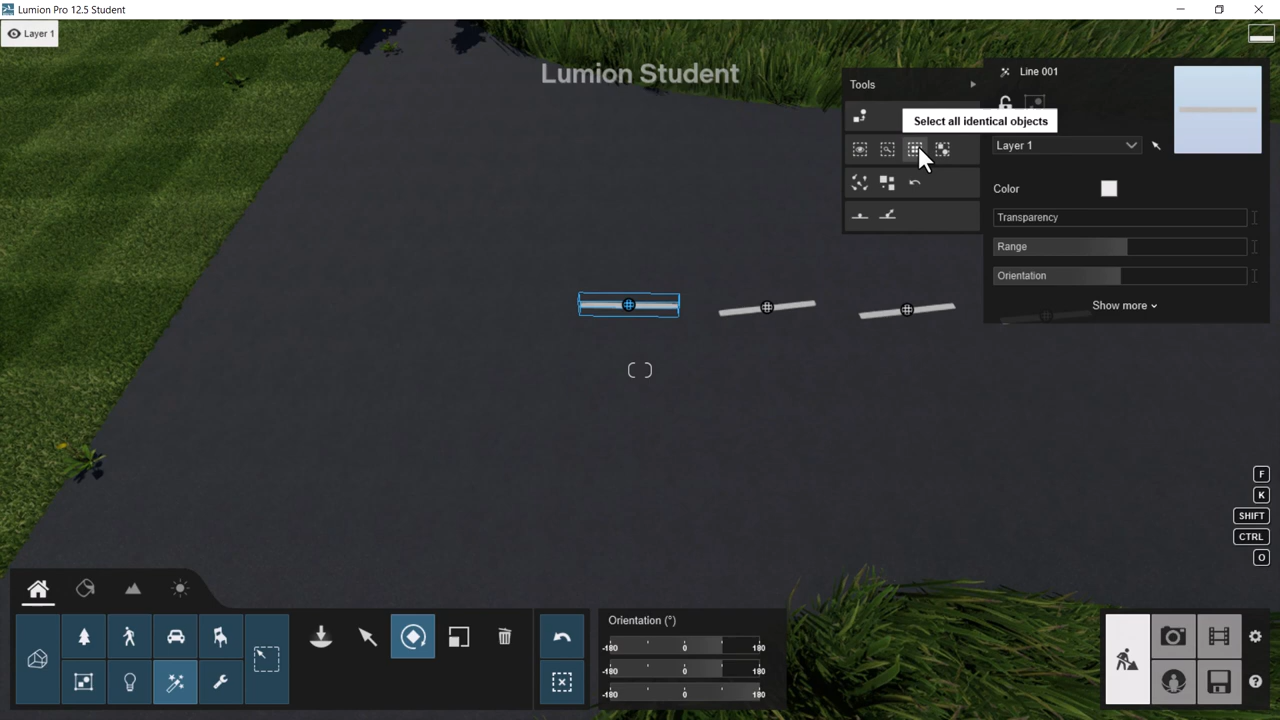 Lumion Pro 12.5 Student
Layer 1
Lumion Student
Tools
Select all identical objects
Line 001
Layer 1
Color
Transparency
Range
Orientation
Show more
F
K
SHIFT
CTRL
O
Orientation (°)
-180 0 180
-180 0 180
-180 0 180